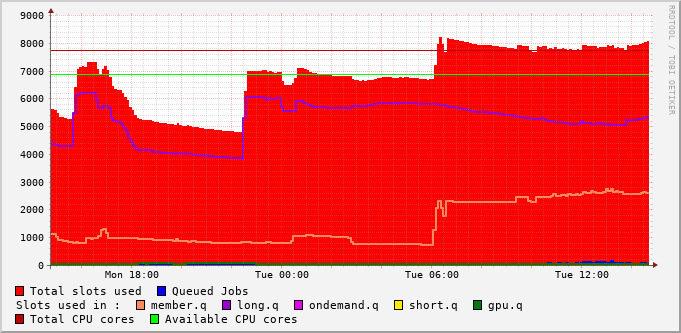 9000
8000
7000
6000
5000
4000
3000
2000
1000
0
Mon 18:00 Tue 00:00 Tue 06:00 Tue 12:00
RRDTOOL / TOBI OETIKER
Total slots used Queued Jobs
Slots used in : member.q long.q ondemand.q short.q gpu.q
Total CPU cores Available CPU cores